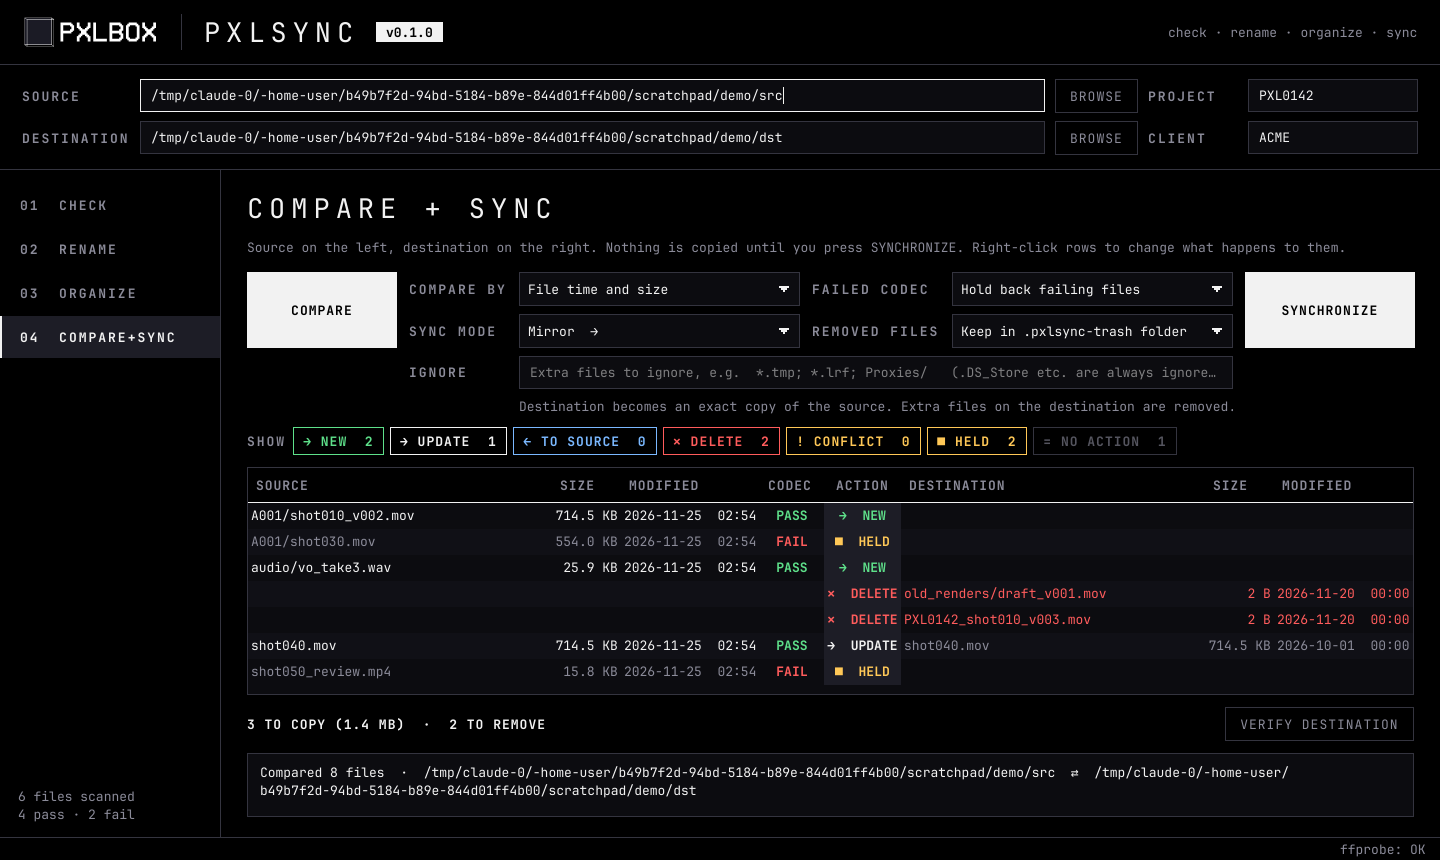 PXLBOX PXLSYNC v0.1.0 check · rename · organize · sync
SOURCE /tmp/claude-0/-home-user/b49b7f2d-94bd-5184-b89e-844d01ff4b00/scratchpad/demo/src BROWSE PROJECT PXL0142
DESTINATION /tmp/claude-0/-home-user/b49b7f2d-94bd-5184-b89e-844d01ff4b00/scratchpad/demo/dst BROWSE CLIENT ACME
01 CHECK
02 RENAME
03 ORGANIZE
04 COMPARE+SYNC
COMPARE + SYNC
Source on the left, destination on the right. Nothing is copied until you press SYNCHRONIZE. Right-click rows to change what happens to them.
COMPARE COMPARE BY File time and size FAILED CODEC Hold back failing files SYNCHRONIZE
SYNC MODE Mirror → REMOVED FILES Keep in .pxlsync-trash folder
IGNORE Extra files to ignore, e.g. *.tmp; *.lrf; Proxies/ (.DS_Store etc. are always ignore…
Destination becomes an exact copy of the source. Extra files on the destination are removed.
SHOW → NEW 2 → UPDATE 1 ← TO SOURCE 0 × DELETE 2 ! CONFLICT 0 ■ HELD 2 = NO ACTION 1
SOURCE SIZE MODIFIED CODEC ACTION DESTINATION SIZE MODIFIED
A001/shot010_v002.mov 714.5 KB 2026-11-25 02:54 PASS → NEW
A001/shot030.mov 554.0 KB 2026-11-25 02:54 FAIL ■ HELD
audio/vo_take3.wav 25.9 KB 2026-11-25 02:54 PASS → NEW
× DELETE old_renders/draft_v001.mov 2 B 2026-11-20 00:00
× DELETE PXL0142_shot010_v003.mov 2 B 2026-11-20 00:00
shot040.mov 714.5 KB 2026-11-25 02:54 PASS → UPDATE shot040.mov 714.5 KB 2026-10-01 00:00
shot050_review.mp4 15.8 KB 2026-11-25 02:54 FAIL ■ HELD
3 TO COPY (1.4 MB) · 2 TO REMOVE VERIFY DESTINATION
Compared 8 files · /tmp/claude-0/-home-user/b49b7f2d-94bd-5184-b89e-844d01ff4b00/scratchpad/demo/src ⇄ /tmp/claude-0/-home-user/
b49b7f2d-94bd-5184-b89e-844d01ff4b00/scratchpad/demo/dst
6 files scanned
4 pass · 2 fail
ffprobe: OK